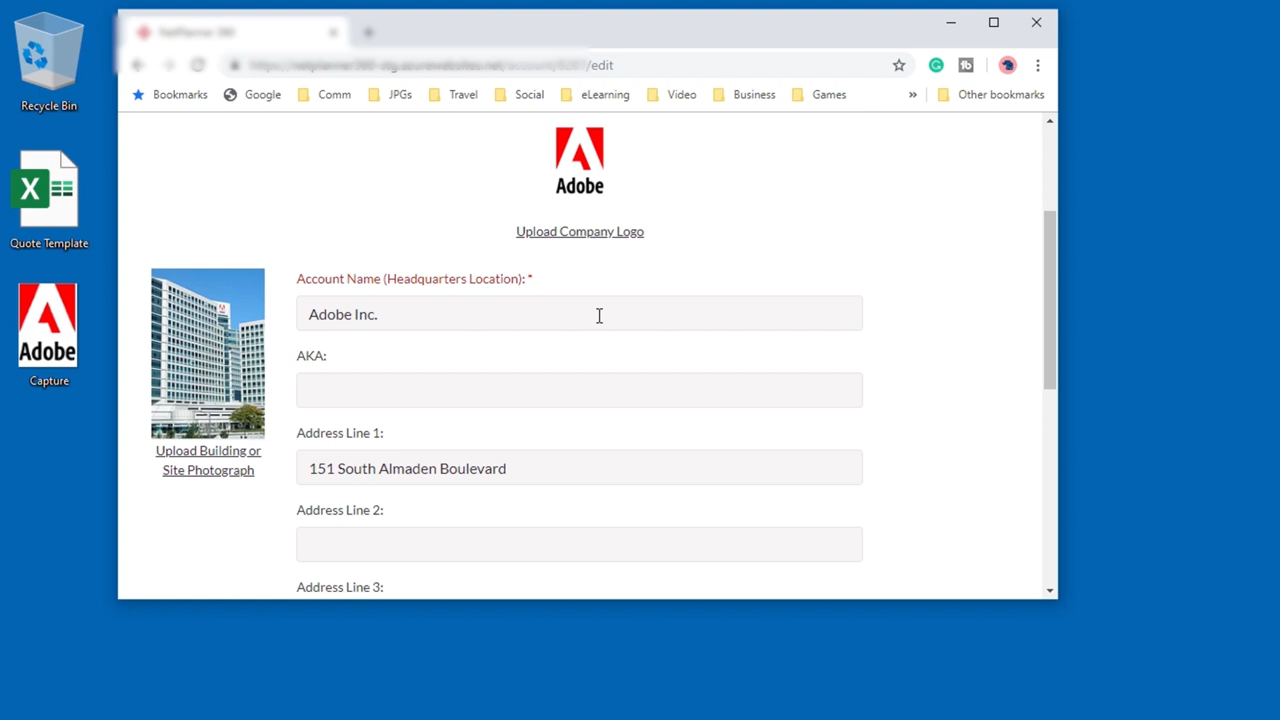 Recycle Bin
Quote Template
Adobe
Capture
/edit
Bookmarks
Google
Comm
JPGs
Travel
Social
eLearning
Video
Business
Games
»
Other bookmarks
Adobe
Upload Company Logo
Account Name (Headquarters Location): *
Adobe Inc.
AKA:
Upload Building or
Site Photograph
Address Line 1:
151 South Almaden Boulevard
Address Line 2:
Address Line 3: